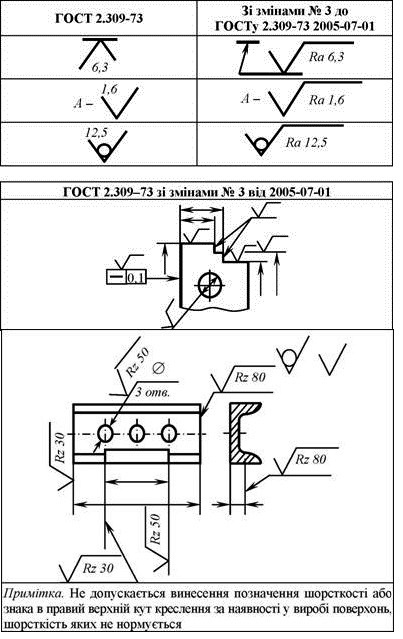 ГОСТ 2.309-73
Зі змінами № 3 до
ГОСТу 2.309-73 2005-07-01
6,3
Ra 6,3
A –
1,6
A –
Ra 1,6
12,5
Ra 12,5
ГОСТ 2.309–73 зі змінами № 3 від 2005-07-01
0,1
Rz 50
3 отв.
Rz 80
Rz 30
Rz 80
Rz 50
Rz 30
Примітка. Не допускається винесення позначення шорсткості або
знака в правий верхній кут креслення за наявності у виробі поверхонь,
шорсткість яких не нормується